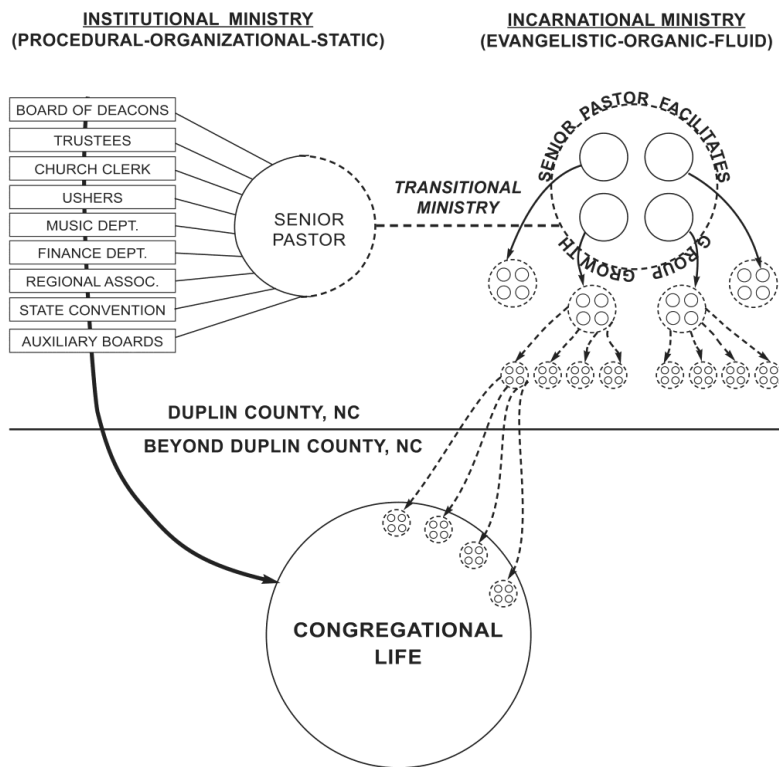 INSTITUTIONAL MINISTRY
(PROCEDURAL-ORGANIZATIONAL-STATIC)
INCARNATIONAL MINISTRY
(EVANGELISTIC-ORGANIC-FLUID)
BOARD OF DEACONS
TRUSTEES
CHURCH CLERK
USHERS
MUSIC DEPT.
FINANCE DEPT.
REGIONAL ASSOC.
STATE CONVENTION
AUXILIARY BOARDS
SENIOR
PASTOR
TRANSITIONAL
MINISTRY
SENIOR PASTOR FACILITATES
GROUP GROWTH
DUPLIN COUNTY, NC
BEYOND DUPLIN COUNTY, NC
CONGREGATIONAL
LIFE